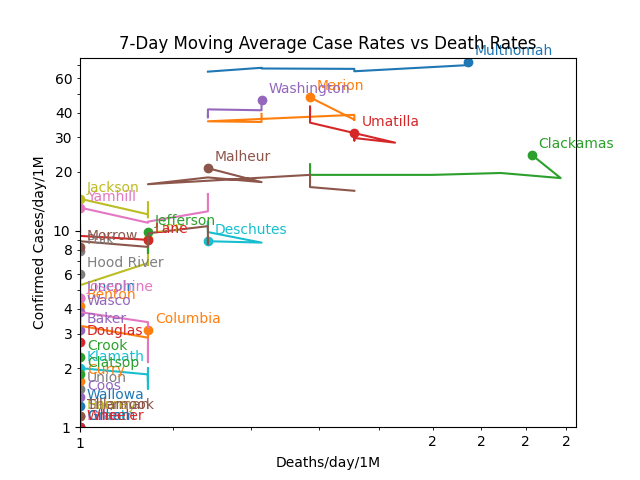 7-Day Moving Average Case Rates vs Death Rates
Multnomah
Marion
Washington
Umatilla
Clackamas
Malheur
Jackson
Yamhill
Jefferson
Lane
Deschutes
Morrow
Polk
Hood River
Lincoln
Josephine
Benton
Wasco
Baker
Columbia
Douglas
Crook
Klamath
Clatsop
Curry
Union
Coos
Wallowa
Tillamook
Wheeler
60
40
30
20
10
8
6
4
3
2
1
Confirmed Cases/day/1M
1
2
2
2
2
Deaths/day/1M